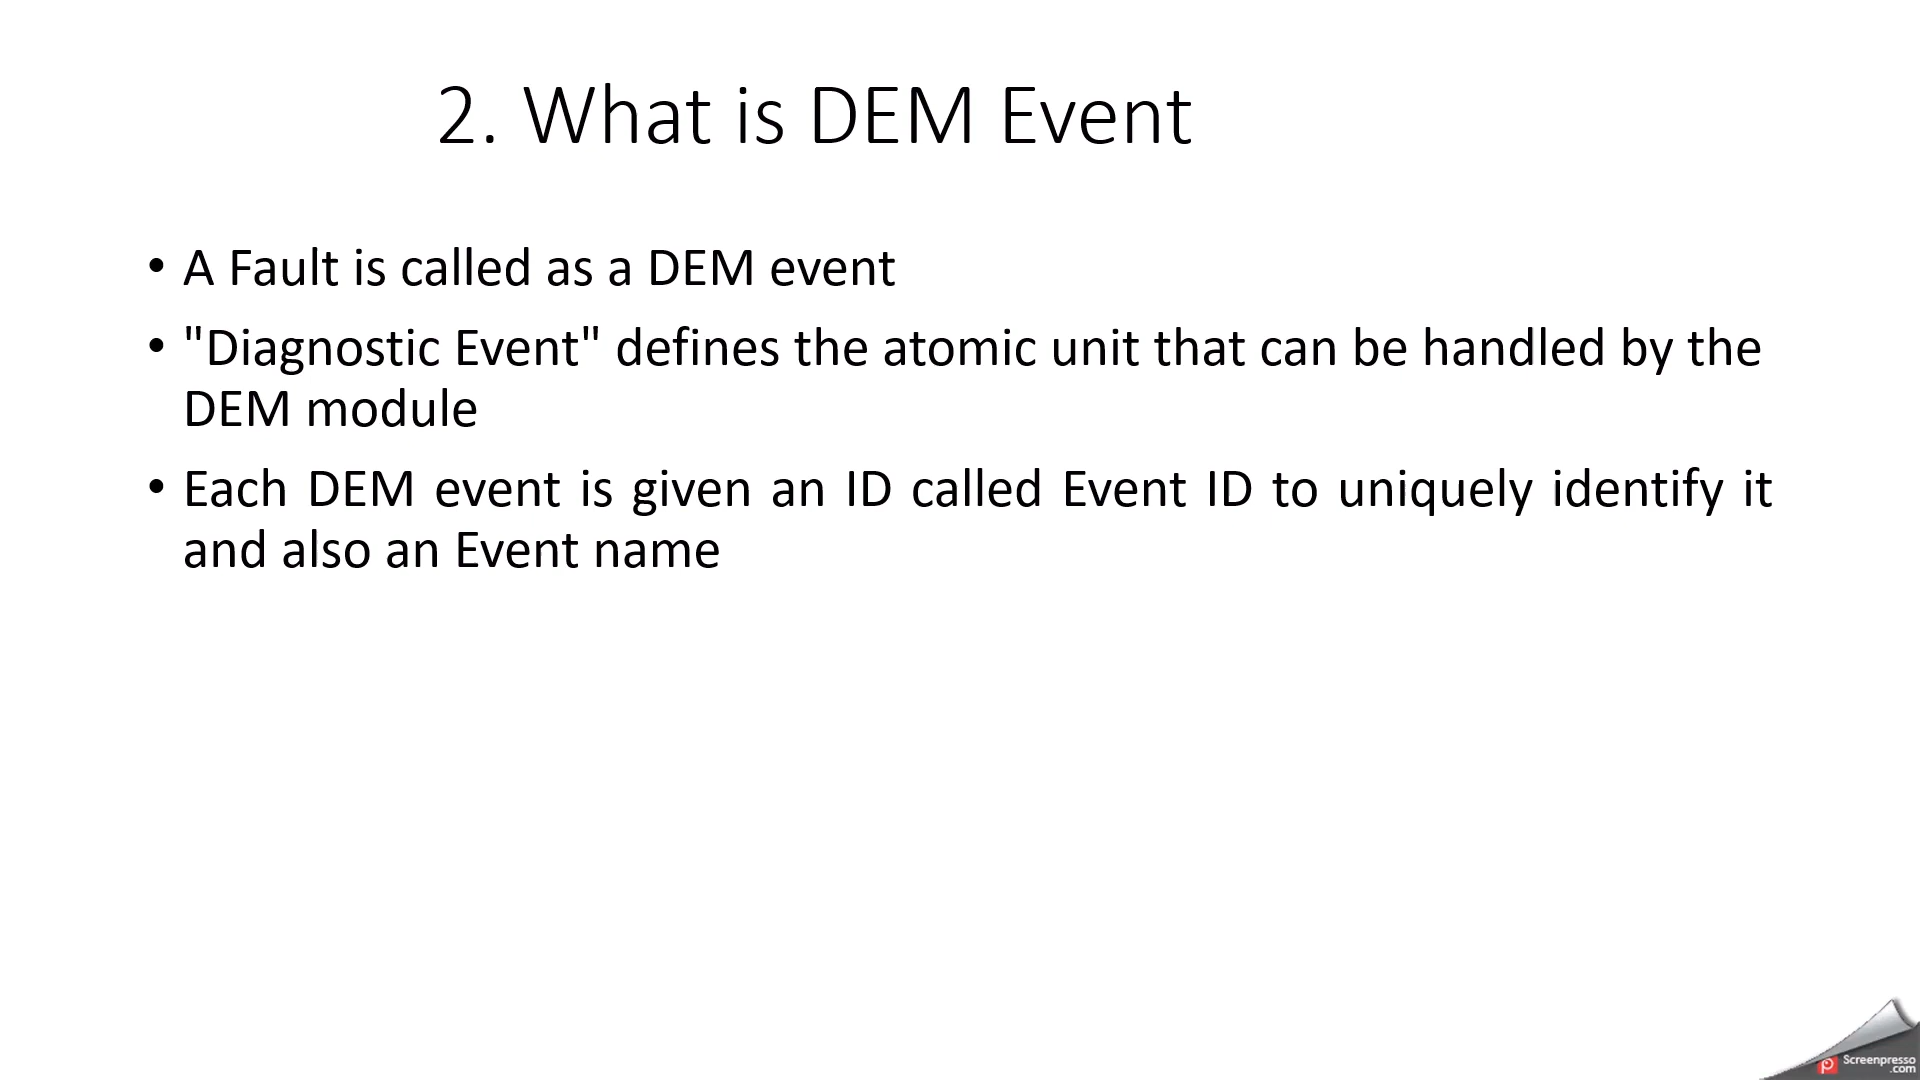 2. What is DEM Event
• A Fault is called as a DEM event
• "Diagnostic Event" defines the atomic unit that can be handled by the
DEM module
• Each DEM event is given an ID called Event ID to uniquely identify it
and also an Event name
Screenpresso
.com